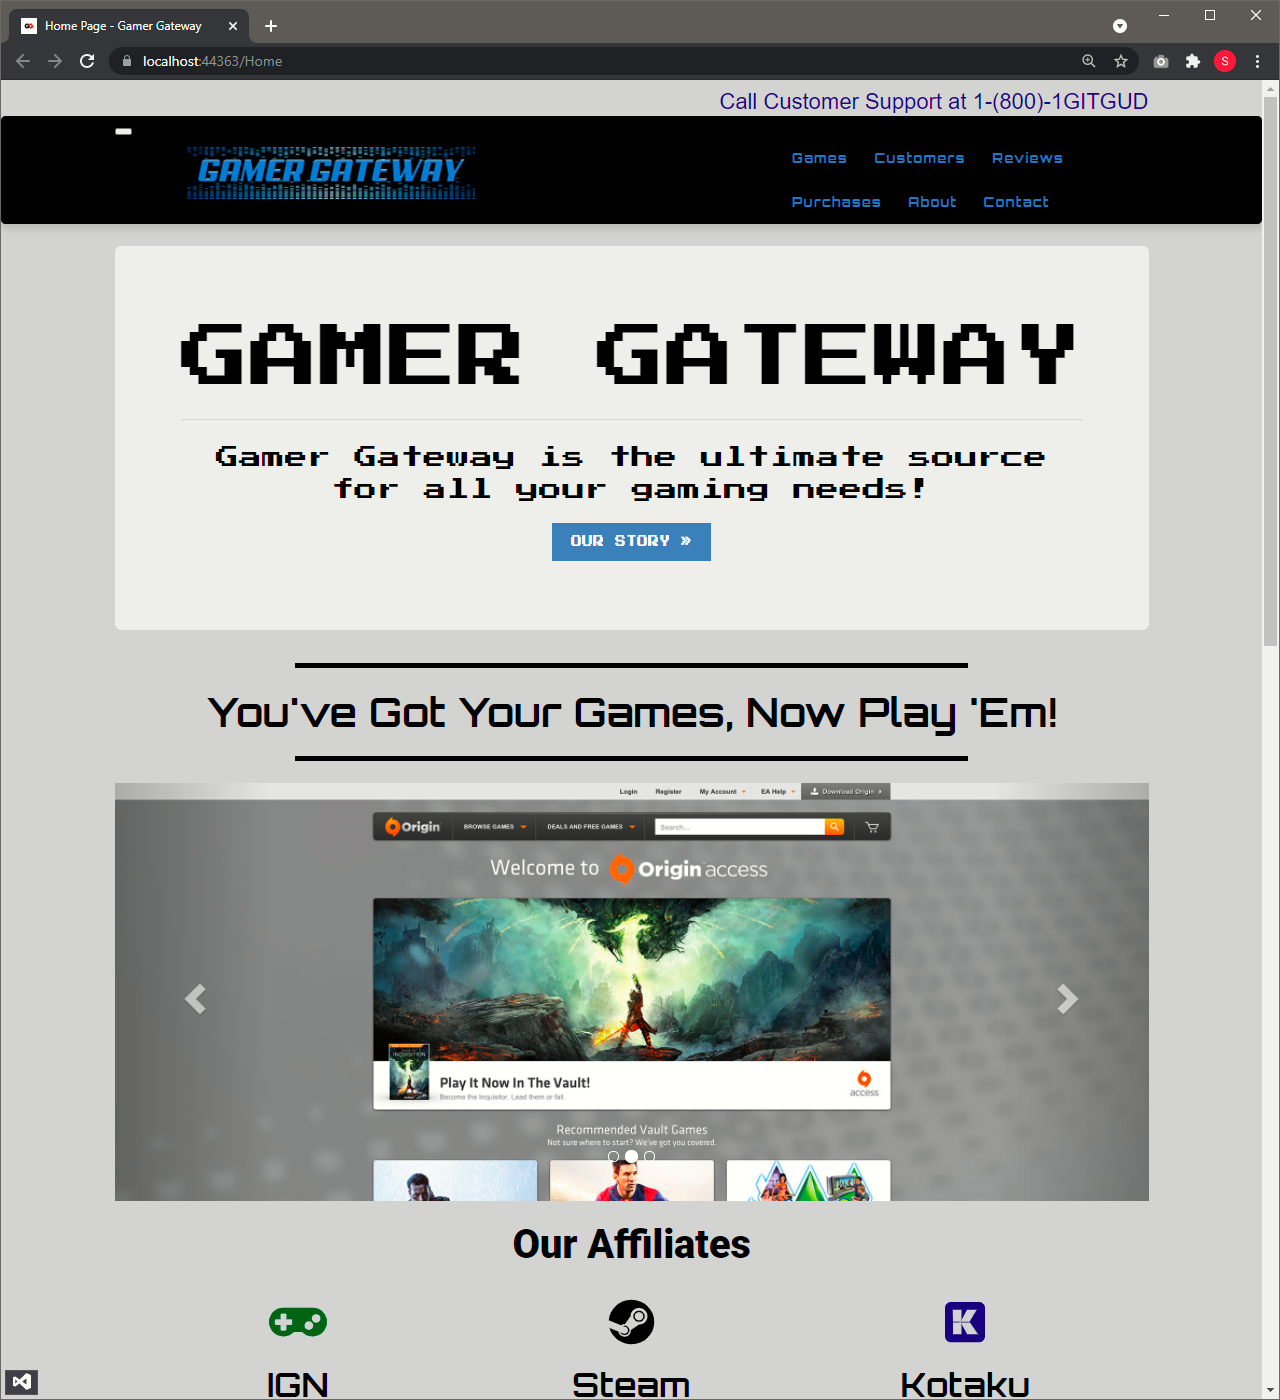 Home Page - Gamer Gateway
localhost:44363/Home
S
Call Customer Support at 1-(800)-1GITGUD
GAMER GATEWAY
Games Customers Reviews
Purchases About Contact
GAMER GATEWAY
Gamer Gateway is the ultimate source
for all your gaming needs!
OUR STORY »
You've Got Your Games, Now Play 'Em!
Login Register My Account EA Help Download Origin
Origin BROWSE GAMES DEALS AND FREE GAMES Search...
Welcome to Origin access
INQUISITION
Play It Now In The Vault!
Become the Inquisitor. Lead them or fall.
access
Recommended Vault Games
Not sure where to start? We've got you covered.
Our Affiliates
K
IGN Steam Kotaku